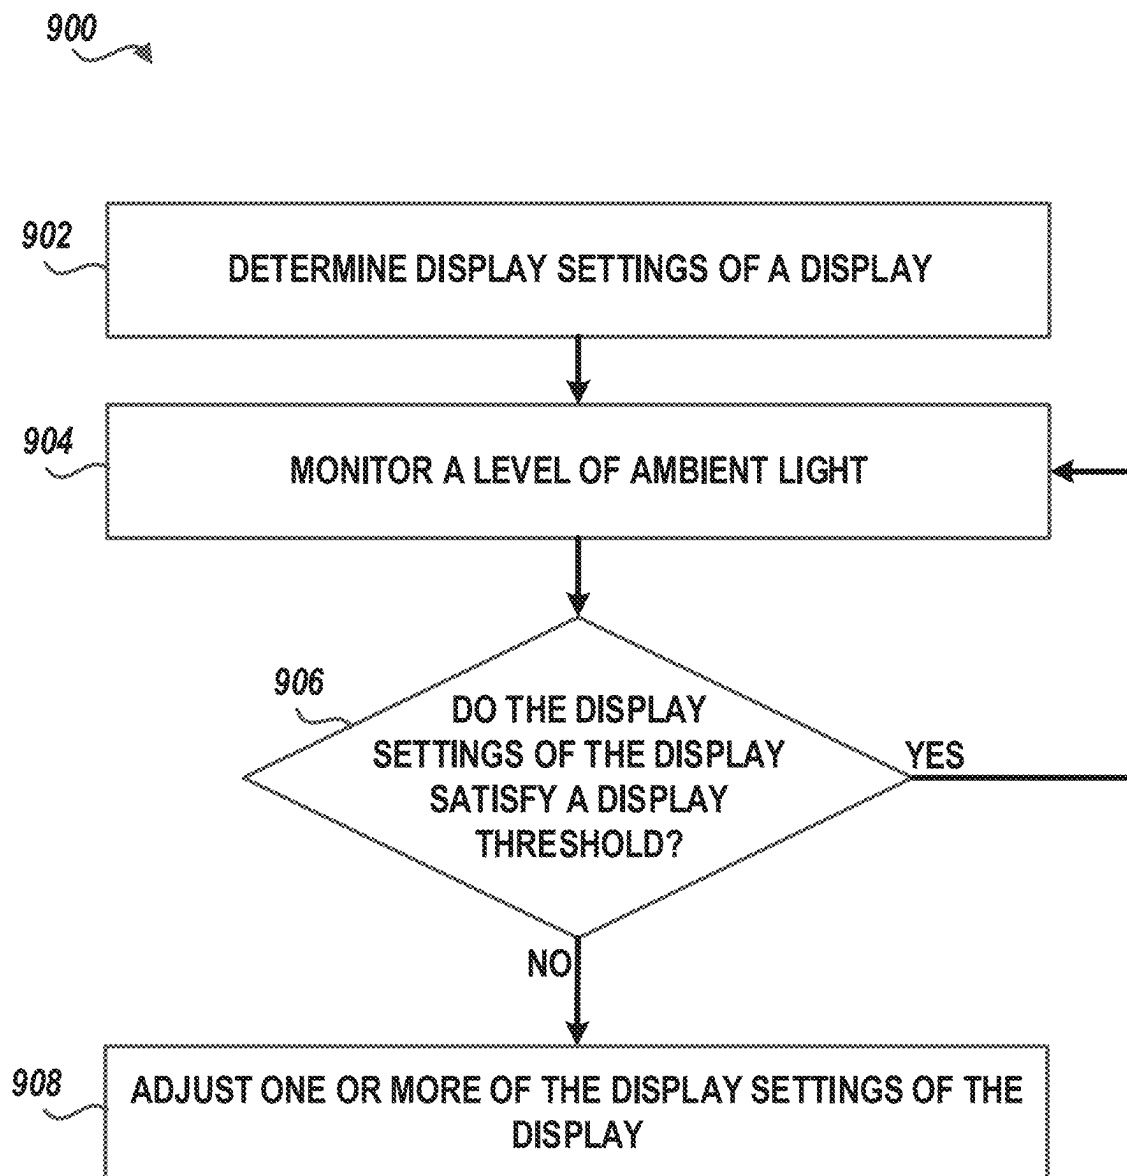 900
902
DETERMINE DISPLAY SETTINGS OF A DISPLAY
904
MONITOR A LEVEL OF AMBIENT LIGHT
906
DO THE DISPLAY
SETTINGS OF THE DISPLAY
SATISFY A DISPLAY
THRESHOLD?
YES
NO
908
ADJUST ONE OR MORE OF THE DISPLAY SETTINGS OF THE
DISPLAY